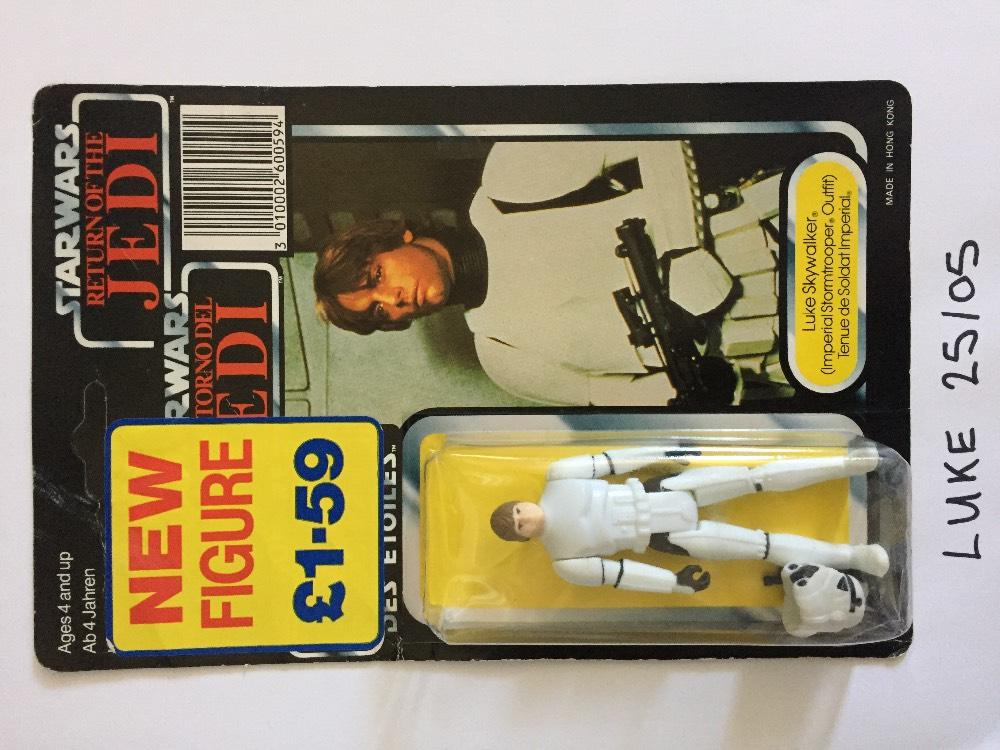 Ages 4 and up
Ab 4 Jahren
STAR WARS
RETURN OF THE
JEDI
TM
WARS
TORNO DEL
EDI
NEW
FIGURE
£1-59
DES ETOILES
3 010002 600594
Luke Skywalker®
(Imperial Stormtrooper® Outfit)
Tenue de Soldat Imperial®
MADE IN HONG KONG
LUKE 25/05